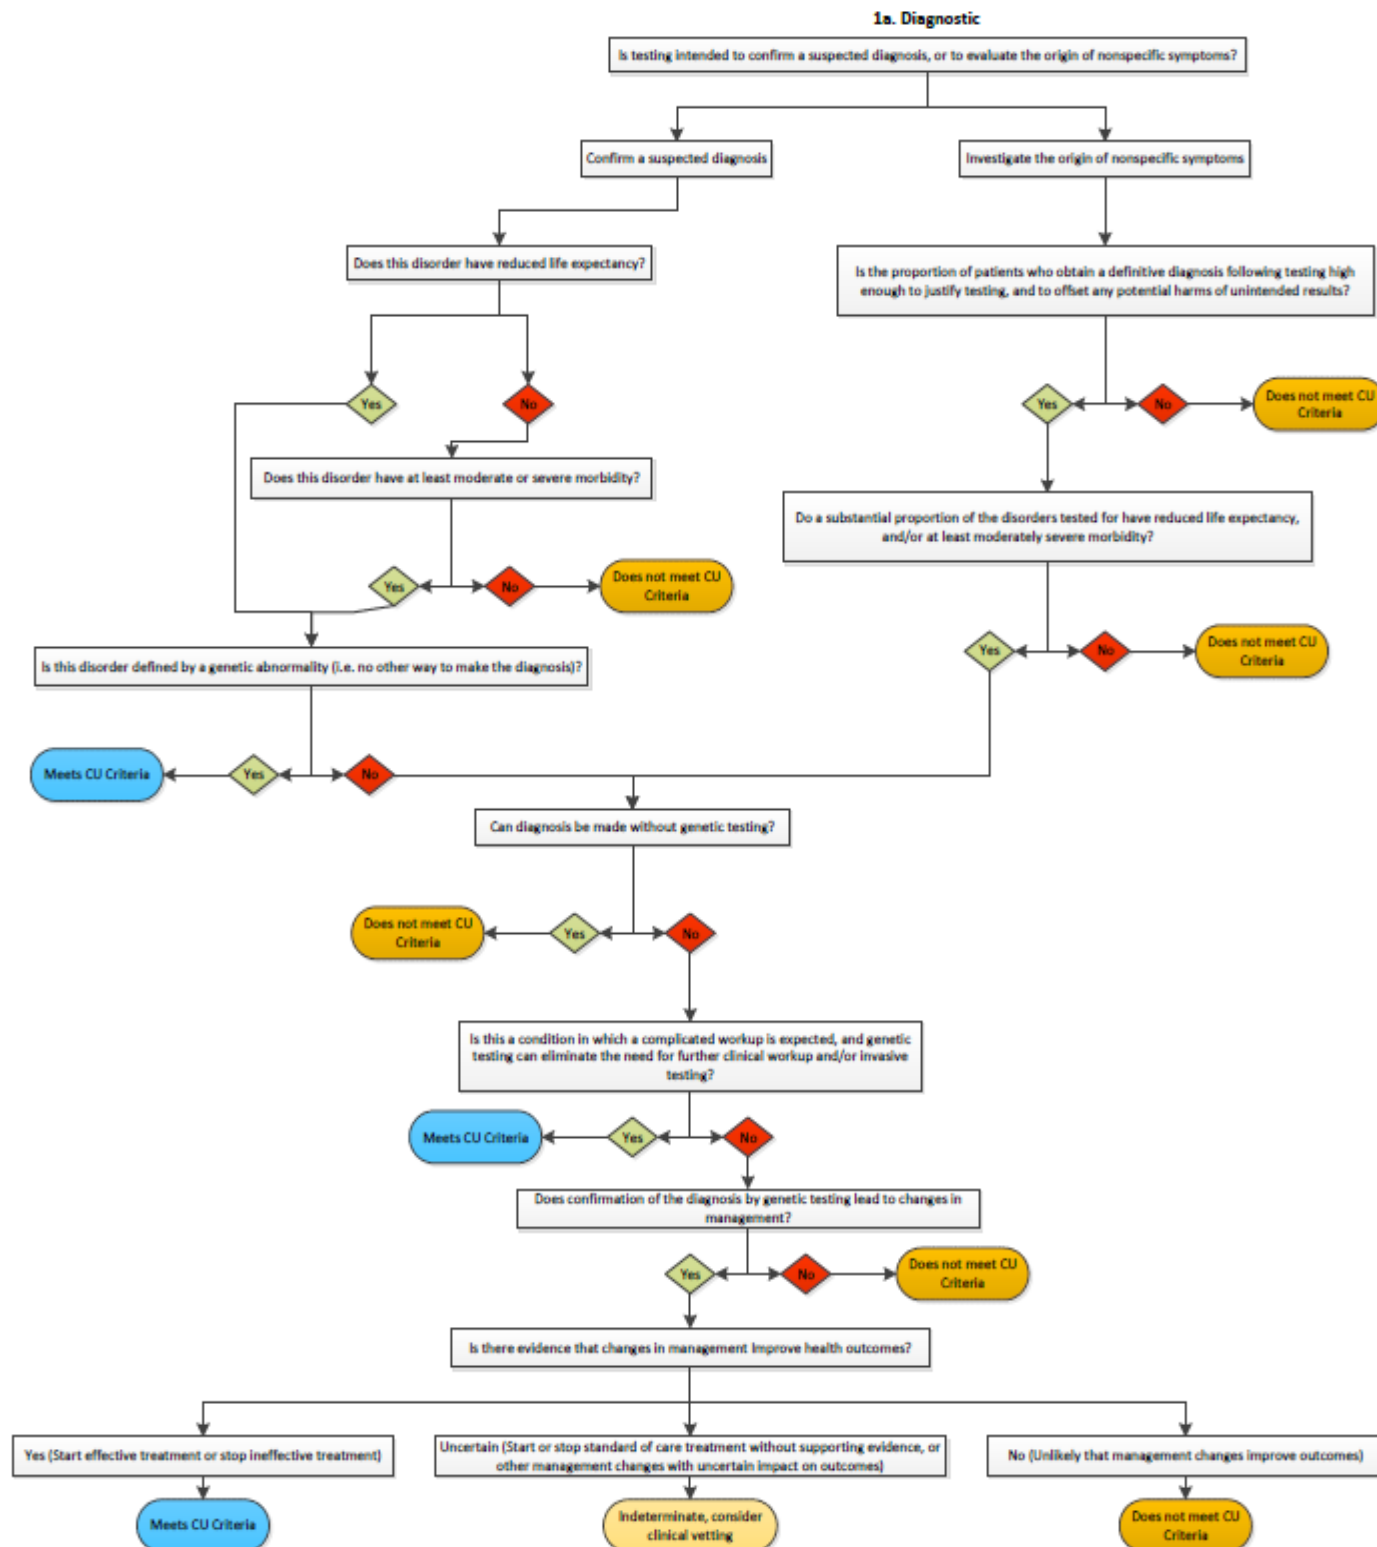 1a. Diagnostic
Is testing intended to confirm a suspected diagnosis, or to evaluate the origin of nonspecific symptoms?
Confirm a suspected diagnosis
Investigate the origin of nonspecific symptoms
Does this disorder have reduced life expectancy?
Is the proportion of patients who obtain a definitive diagnosis following testing high
enough to justify testing, and to offset any potential harms of unintended results?
Yes
No
Yes
No
Does not meet CU
Criteria
Does this disorder have at least moderate or severe morbidity?
Do a substantial proportion of the disorders tested for have reduced life expectancy,
and/or at least moderately severe morbidity?
Yes
No
Does not meet CU
Criteria
Is this disorder defined by a genetic abnormality (i.e. no other way to make the diagnosis)?
Yes
No
Does not meet CU
Criteria
Meets CU Criteria
Yes
No
Can diagnosis be made without genetic testing?
Does not meet CU
Criteria
Yes
No
Is this a condition in which a complicated workup is expected, and genetic
testing can eliminate the need for further clinical workup and/or invasive
testing?
Meets CU Criteria
Yes
No
Does confirmation of the diagnosis by genetic testing lead to changes in
management?
Yes
No
Does not meet CU
Criteria
Is there evidence that changes in management improve health outcomes?
Yes (Start effective treatment or stop ineffective treatment)
Uncertain (Start or stop standard of care treatment without supporting evidence, or
other management changes with uncertain impact on outcomes)
No (Unlikely that management changes improve outcomes)
Meets CU Criteria
Indeterminate, consider
clinical vetting
Does not meet CU
Criteria